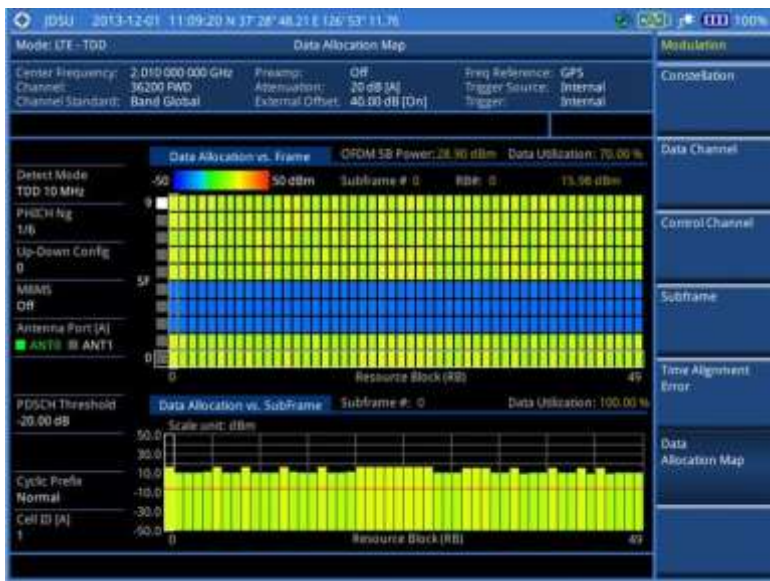 JDSU 2013-12-01 11:09:20 N 37° 28' 48.21 E 126° 53' 11.76 100%
Mode: LTE - TDD Data Allocation Map Modulation
Center Frequency: 2.010 000 000 GHz Preamp: Off Freq Reference: GPS
Channel: 36200 FWD Attenuation: 20 dB [A] Trigger Source: Internal
Channel Standard: Band Global External Offset: 40.00 dB [On] Trigger: Internal
Constellation
Data Channel
Control Channel
Subframe
Time Alignment
Error
Data
Allocation Map
Data Allocation vs. Frame OFDM SB Power: 28.90 dBm Data Utilization: 70.00 %
-50 50 dBm Subframe # 0 RB#: 0 15.96 dBm
Detect Mode
TDD 10 MHz
PHICH Ng
1/6
Up-Down Config
0
MBMS
Off
Antenna Port [A]
ANT0 ANT1
9
SF
0
0 Resource Block (RB) 49
PDSCH Threshold
-20.00 dB
Cyclic Prefix
Normal
Cell ID [A]
1
Data Allocation vs. SubFrame Subframe #: 0 Data Utilization: 100.00 %
Scale unit: dBm
50.0
30.0
10.0
-10.0
-30.0
-50.0
0 Resource Block (RB) 49